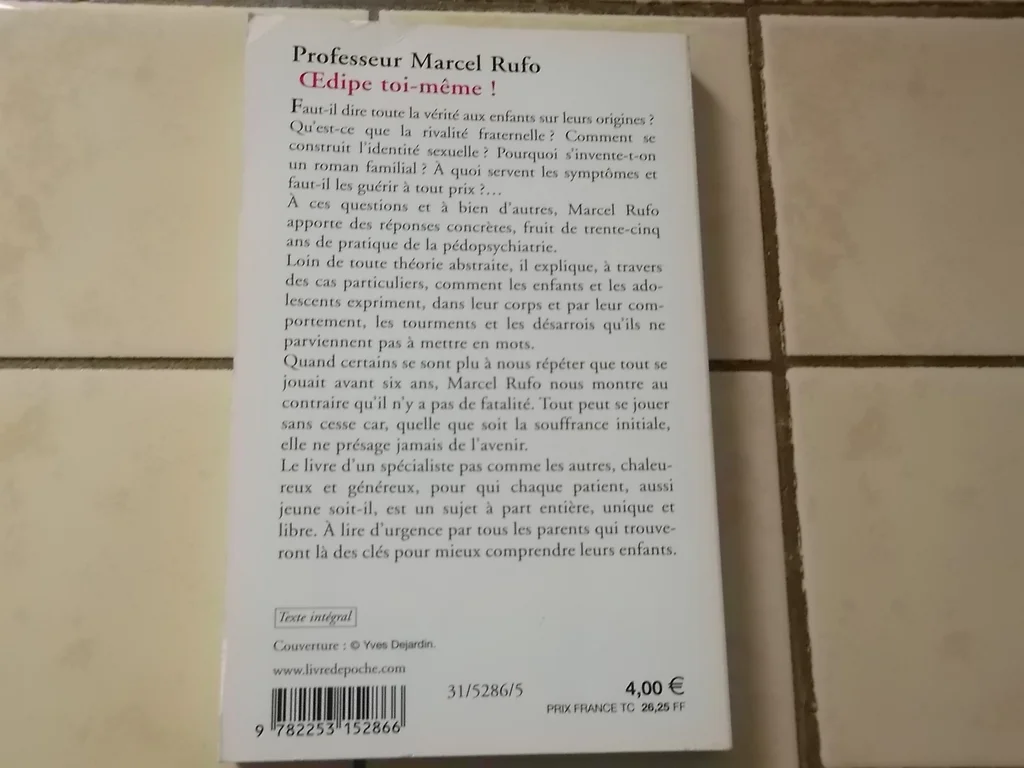 Professeur Marcel Rufo
Œdipe toi-même !
Faut-il dire toute la vérité aux enfants sur leurs origines ?
Qu'est-ce que la rivalité fraternelle ? Comment se
construit l'identité sexuelle ? Pourquoi s'invente-t-on
un roman familial ? À quoi servent les symptômes et
faut-il les guérir à tout prix ?...
À ces questions et à bien d'autres, Marcel Rufo
apporte des réponses concrètes, fruit de trente-cinq
ans de pratique de la pédopsychiatrie.
Loin de toute théorie abstraite, il explique, à travers
des cas particuliers, comment les enfants et les ado-
lescents expriment, dans leur corps et par leur com-
portement, les tourments et les désarrois qu'ils ne
parviennent pas à mettre en mots.
Quand certains se sont plu à nous répéter que tout se
jouait avant six ans, Marcel Rufo nous montre au
contraire qu'il n'y a pas de fatalité. Tout peut se jouer
sans cesse car, quelle que soit la souffrance initiale,
elle ne présage jamais de l'avenir.
Le livre d'un spécialiste pas comme les autres, chaleu-
reux et généreux, pour qui chaque patient, aussi
jeune soit-il, est un sujet à part entière, unique et
libre. À lire d'urgence par tous les parents qui trouve-
ront là des clés pour mieux comprendre leurs enfants.
Texte intégral
Couverture : © Yves Dejardin.
www.livredepoche.com
31/5286/5
4,00 €
PRIX FRANCE TC 26,25 FF
9 782253 152866